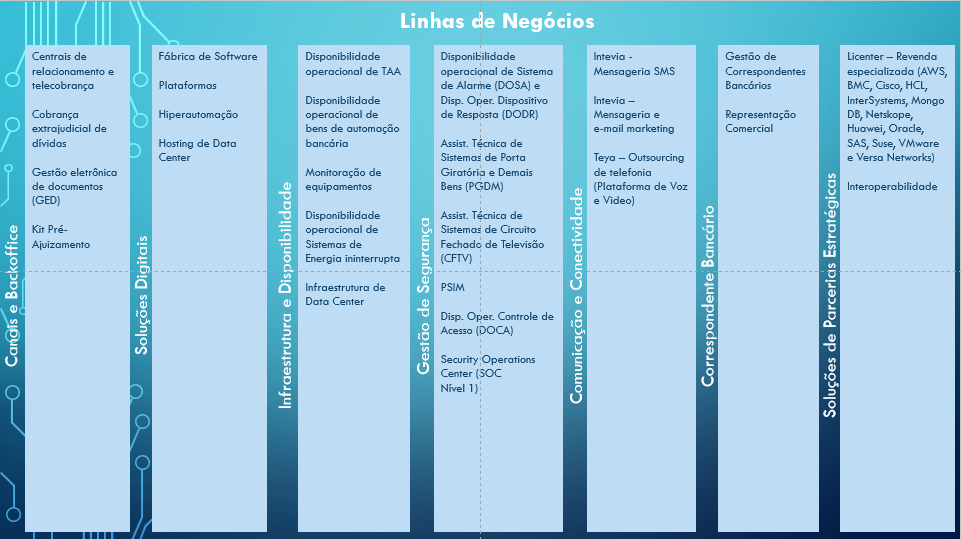 Linhas de Negócios
Canais e Backoffice
Centrais de
relacionamento e
telecobrança
Cobrança
extrajudicial de
dívidas
Gestão eletrônica
de documentos
(GED)
Kit Pré-
Ajuizamento
Soluções Digitais
Fábrica de Software
Plataformas
Hiperautomação
Hosting de Data
Center
Infraestrutura e Disponibilidade
Disponibilidade
operacional de TAA
Disponibilidade
operacional de
bens de automação
bancária
Monitoração de
equipamentos
Disponibilidade
operacional de
Sistemas de
Energia ininterrupta
Infraestrutura de
Data Center
Gestão de Segurança
Disponibilidade
operacional de Sistema
de Alarme (DOSA) e
Disp. Oper. Dispositivo
de Resposta (DODR)
Assist. Técnica de
Sistemas de Porta
Giratória e Demais
Bens (PGDM)
Assist. Técnica de
Sistemas de Circuito
Fechado de Televisão
(CFTV)
PSIM
Disp. Oper. Controle de
Acesso (DOCA)
Security Operations
Center (SOC
Nível 1)
Comunicação e Conectividade
Intevia -
Mensageria SMS
Intevia –
Mensageria e
e-mail marketing
Teya – Outsourcing
de telefonia
(Plataforma de Voz
e Video)
Correspondente Bancário
Gestão de
Correspondentes
Bancários
Representação
Comercial
Soluções de Parcerias Estratégicas
Licenter – Revenda
especializada (AWS,
BMC, Cisco, HCL,
InterSystems, Mongo
DB, Netskope,
Huawei, Oracle,
SAS, Suse, VMware
e Versa Networks)
Interoperabilidade